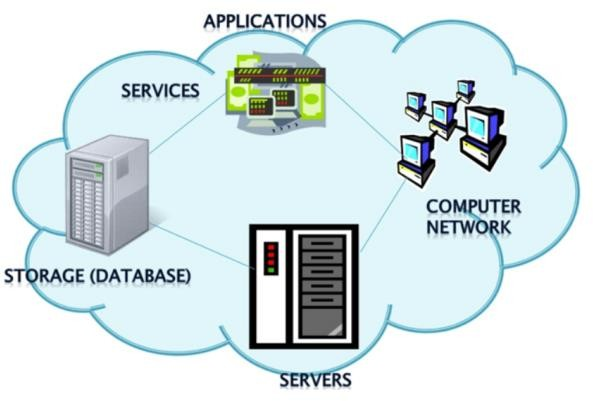 APPLICATIONS
SERVICES
COMPUTER
NETWORK
STORAGE (DATABASE)
SERVERS